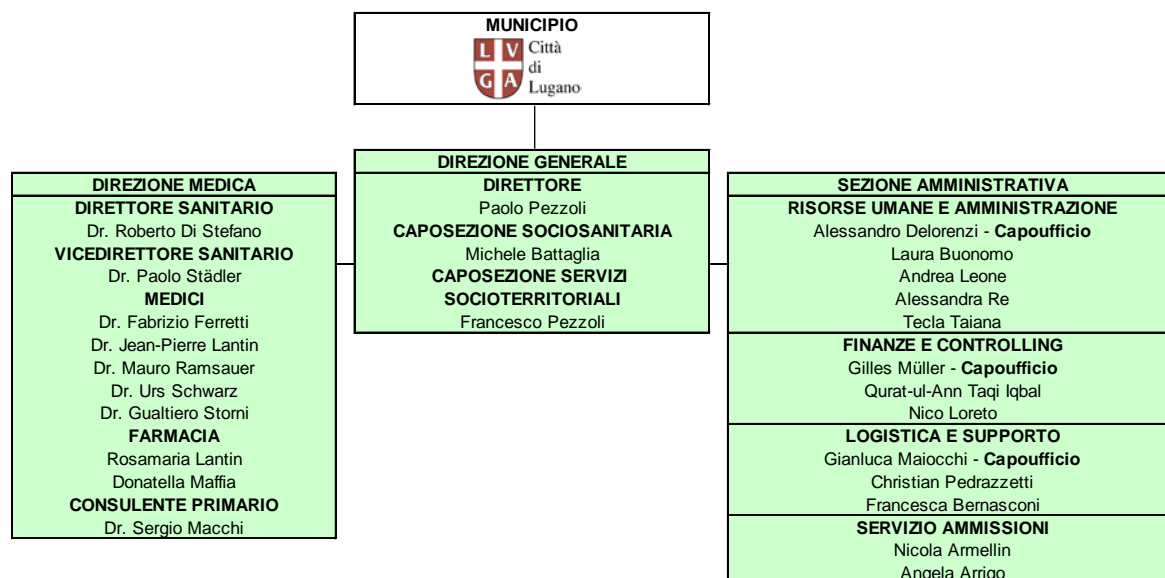 MUNICIPIO
L V
G A
Città
di
Lugano
DIREZIONE GENERALE
DIRETTORE
Paolo Pezzoli
CAPOSEZIONE SOCIOSANITARIA
Michele Battaglia
CAPOSEZIONE SERVIZI
SOCIOTERRITORIALI
Francesco Pezzoli
DIREZIONE MEDICA
DIRETTORE SANITARIO
Dr. Roberto Di Stefano
VICEDIRETTORE SANITARIO
Dr. Paolo Städler
MEDICI
Dr. Fabrizio Ferretti
Dr. Jean-Pierre Lantin
Dr. Mauro Ramsauer
Dr. Urs Schwarz
Dr. Gualtiero Storni
FARMACIA
Rosamaria Lantin
Donatella Maffia
CONSULENTE PRIMARIO
Dr. Sergio Macchi
SEZIONE AMMINISTRATIVA
RISORSE UMANE E AMMINISTRAZIONE
Alessandro Delorenzi - Capoufficio
Laura Buonomo
Andrea Leone
Alessandra Re
Tecla Taiana
FINANZE E CONTROLLING
Gilles Müller - Capoufficio
Qurat-ul-Ann Taqi Iqbal
Nico Loreto
LOGISTICA E SUPPORTO
Gianluca Maiocchi - Capoufficio
Christian Pedrazzetti
Francesca Bernasconi
SERVIZIO AMMISSIONI
Nicola Armellin
Angela Arrigo